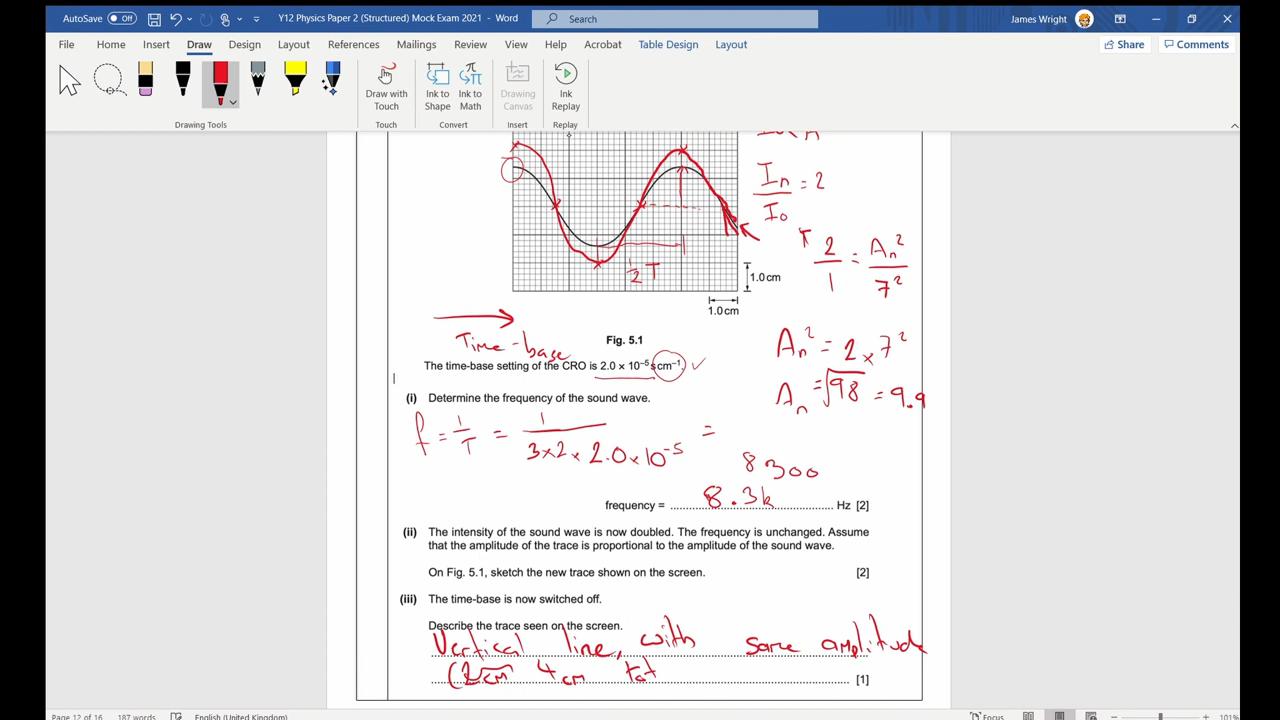 AutoSave Off Y12 Physics Paper 2 (Structured) Mock Exam 2021 - Word Search James Wright
File Home Insert Draw Design Layout References Mailings Review View Help Acrobat Table Design Layout Share Comments
Draw with Touch Ink to Shape Ink to Math Drawing Canvas Ink Replay
Drawing Tools Touch Convert Insert Replay
In/Io = 2
2/1 = An²/7²
½ T
1.0 cm
1.0 cm
Time-base
Fig. 5.1
An² = 2 × 7²
The time-base setting of the CRO is 2.0 × 10⁻⁵ s cm⁻¹. ✓
An = √98 = 9.9
(i) Determine the frequency of the sound wave.
f = 1/T = 1/(3×2×2.0×10⁻⁵) =
8300
8.3k
frequency = ................ Hz [2]
(ii) The intensity of the sound wave is now doubled. The frequency is unchanged. Assume
that the amplitude of the trace is proportional to the amplitude of the sound wave.
On Fig. 5.1, sketch the new trace shown on the screen. [2]
(iii) The time-base is now switched off.
Describe the trace seen on the screen.
Vertical line, with same amplitude
4cm tot
[1]
Page 12 of 16 187 words English (United Kingdom) Focus 101%